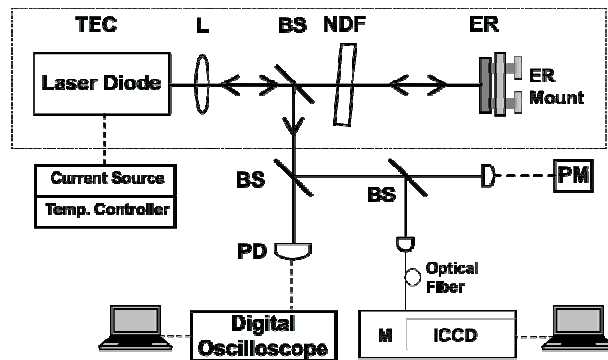 TEC L BS NDF ER
Laser Diode
ER
Mount
Current Source
Temp. Controller
BS
BS
PM
PD
Optical
Fiber
Digital
Oscilloscope
M ICCD